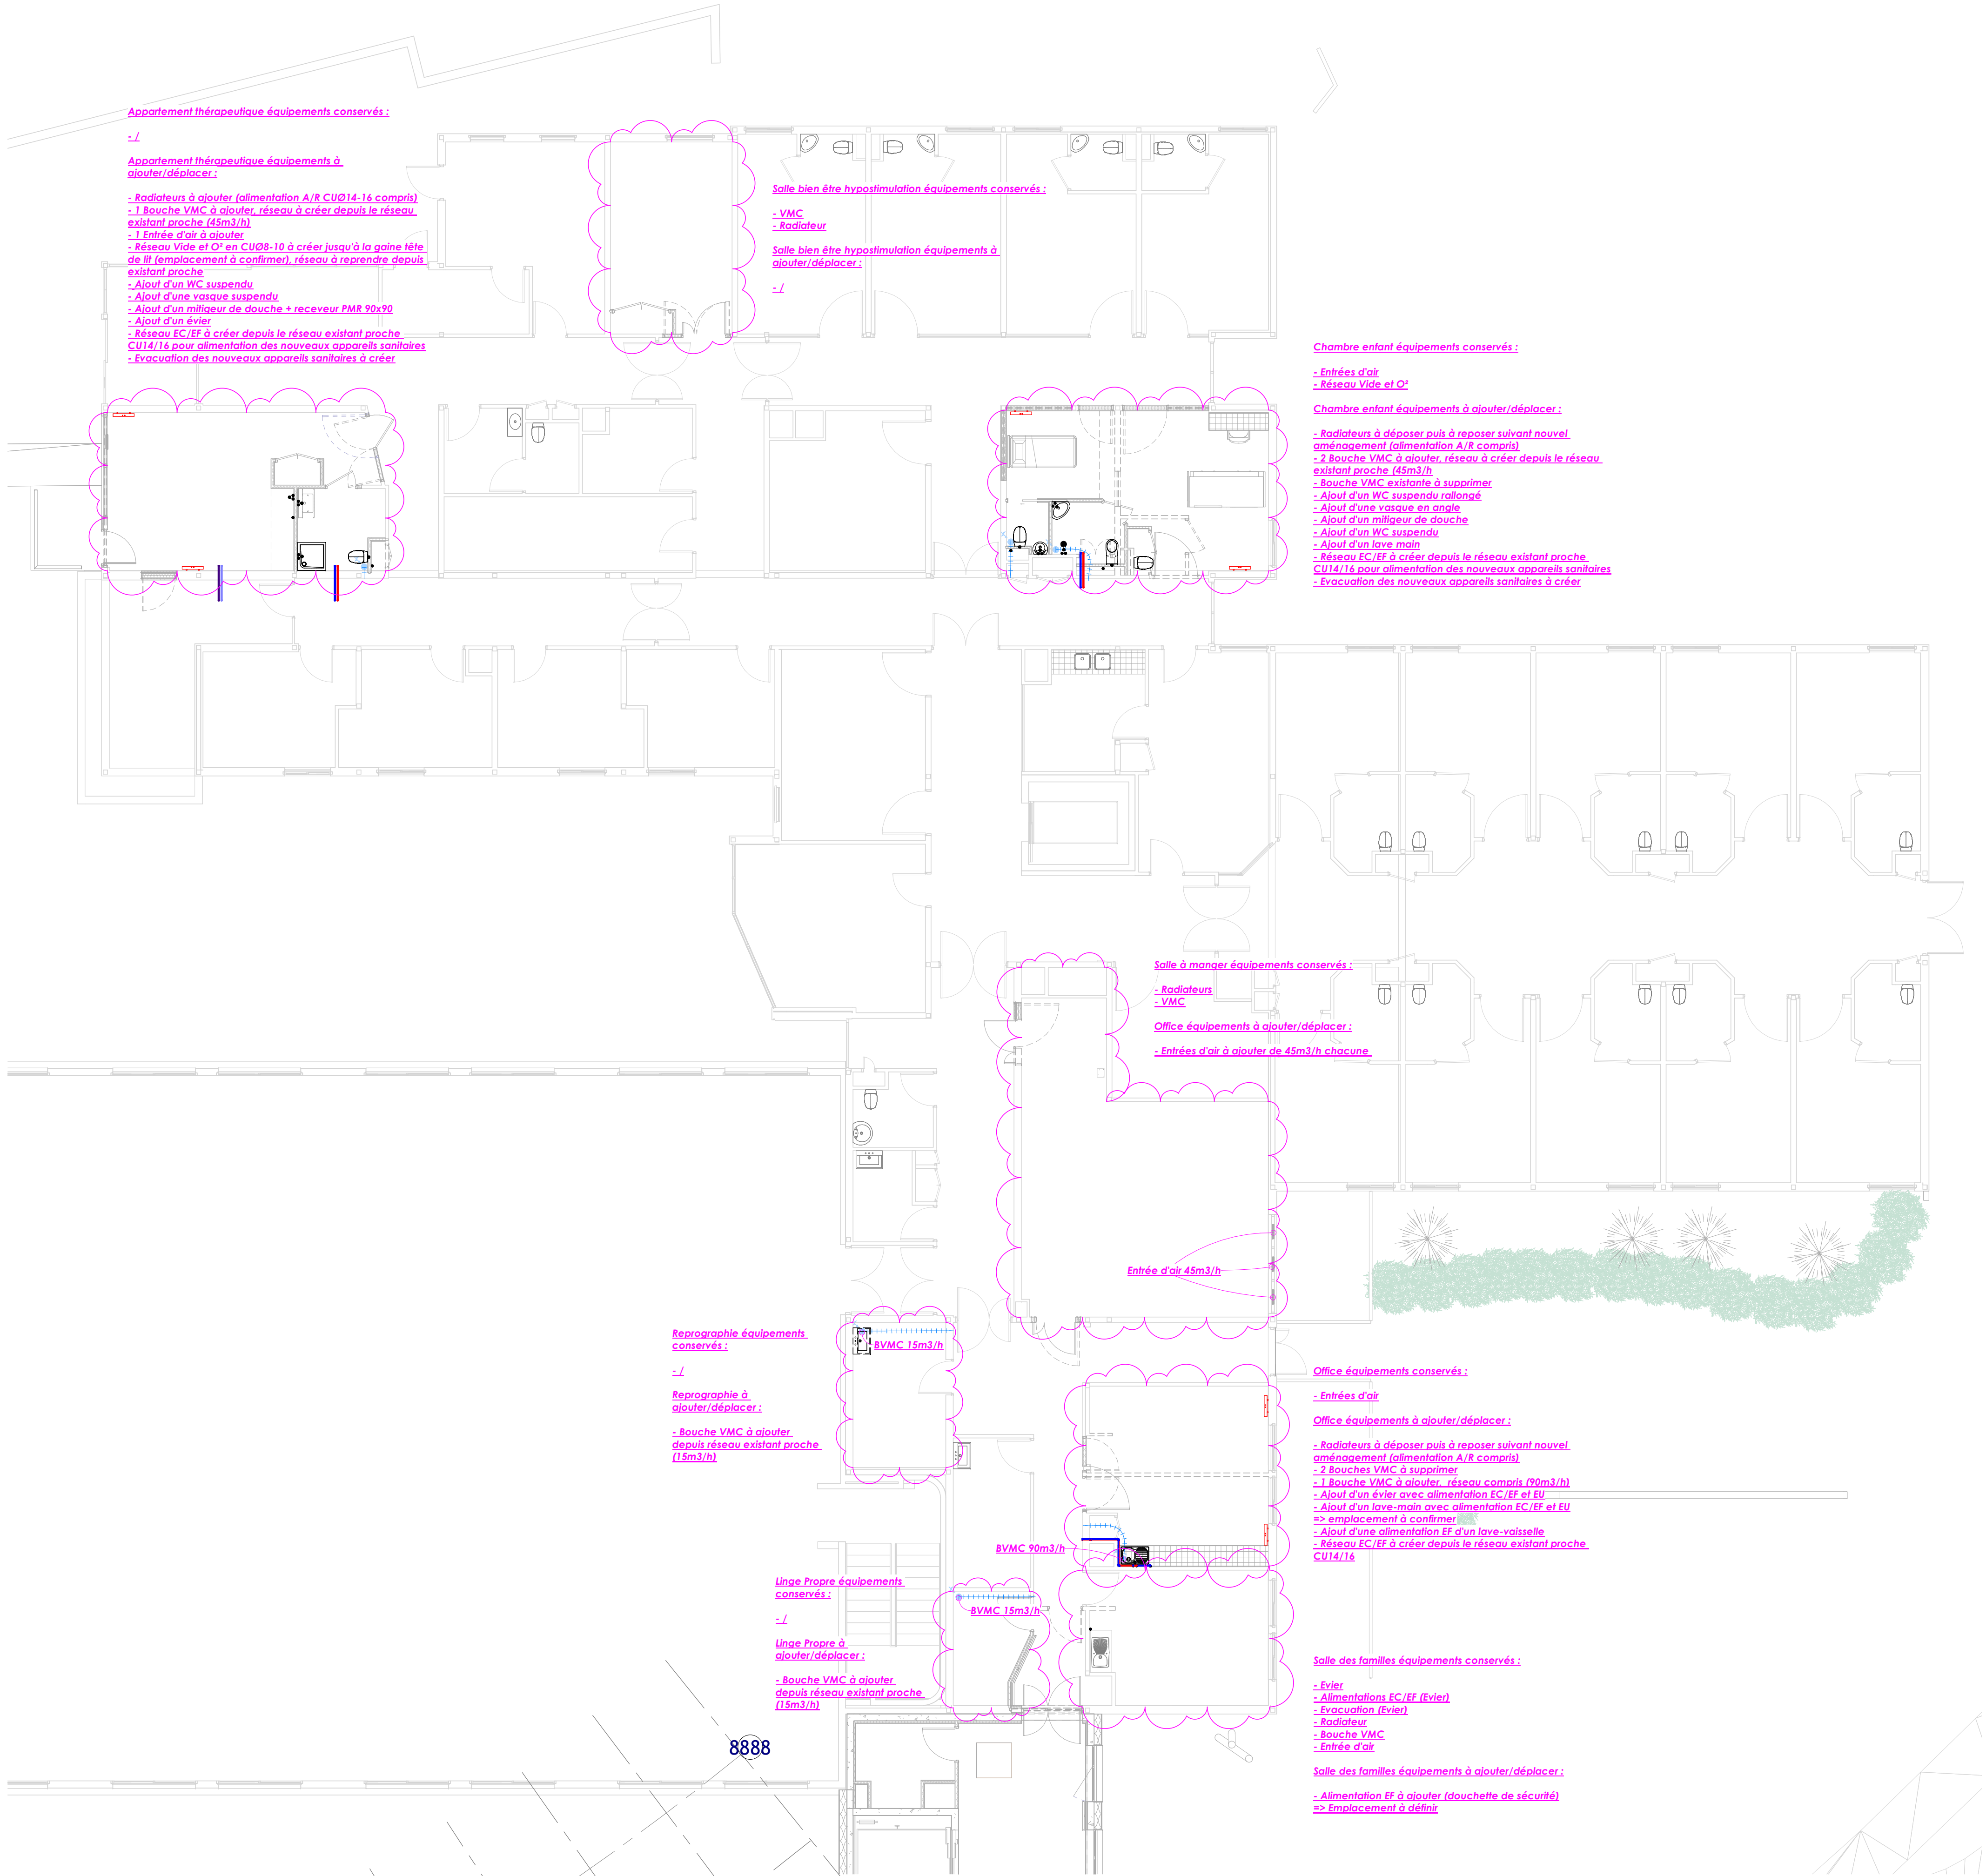 Appartement thérapeutique équipements conservés :
- /
Appartement thérapeutique équipements à
ajouter/déplacer :
- Radiateurs à ajouter (alimentation A/R CUØ14-16 compris)
- 1 Bouche VMC à ajouter, réseau à créer depuis le réseau
existant proche (45m3/h)
- 1 Entrée d'air à ajouter
- Réseau Vide et O² en CUØ8-10 à créer jusqu'à la gaine tête
de lit (emplacement à confirmer), réseau à reprendre depuis
existant proche
- Ajout d'un WC suspendu
- Ajout d'une vasque suspendu
- Ajout d'un mitigeur de douche + receveur PMR 90x90
- Ajout d'un évier
- Réseau EC/EF à créer depuis le réseau existant proche
CU14/16 pour alimentation des nouveaux appareils sanitaires
- Evacuation des nouveaux appareils sanitaires à créer
Salle bien être hypostimulation équipements conservés :
- VMC
- Radiateur
Salle bien être hypostimulation équipements à
ajouter/déplacer :
- /
Chambre enfant équipements conservés :
- Entrées d'air
- Réseau Vide et O²
Chambre enfant équipements à ajouter/déplacer :
- Radiateurs à déposer puis à reposer suivant nouvel
aménagement (alimentation A/R compris)
- 2 Bouche VMC à ajouter, réseau à créer depuis le réseau
existant proche (45m3/h
- Bouche VMC existante à supprimer
- Ajout d'un WC suspendu rallongé
- Ajout d'une vasque en angle
- Ajout d'un mitigeur de douche
- Ajout d'un WC suspendu
- Ajout d'un lave main
- Réseau EC/EF à créer depuis le réseau existant proche
CU14/16 pour alimentation des nouveaux appareils sanitaires
- Evacuation des nouveaux appareils sanitaires à créer
Salle à manger équipements conservés :
- Radiateurs
- VMC
Office équipements à ajouter/déplacer :
- Entrées d'air à ajouter de 45m3/h chacune
Entrée d'air 45m3/h
Reprographie équipements
conservés :
- /
Reprographie à
ajouter/déplacer :
- Bouche VMC à ajouter
depuis réseau existant proche
(15m3/h)
BVMC 15m3/h
Office équipements conservés :
- Entrées d'air
Office équipements à ajouter/déplacer :
- Radiateurs à déposer puis à reposer suivant nouvel
aménagement (alimentation A/R compris)
- 2 Bouches VMC à supprimer
- 1 Bouche VMC à ajouter, réseau compris (90m3/h)
- Ajout d'un évier avec alimentation EC/EF et EU
- Ajout d'un lave-main avec alimentation EC/EF et EU
=> emplacement à confirmer
- Ajout d'une alimentation EF d'un lave-vaisselle
- Réseau EC/EF à créer depuis le réseau existant proche
CU14/16
BVMC 90m3/h
Linge Propre équipements
conservés :
- /
Linge Propre à
ajouter/déplacer :
- Bouche VMC à ajouter
depuis réseau existant proche
(15m3/h)
BVMC 15m3/h
Salle des familles équipements conservés :
- Evier
- Alimentations EC/EF (Evier)
- Evacuation (Evier)
- Radiateur
- Bouche VMC
- Entrée d'air
Salle des familles équipements à ajouter/déplacer :
- Alimentation EF à ajouter (douchette de sécurité)
=> Emplacement à définir
8888